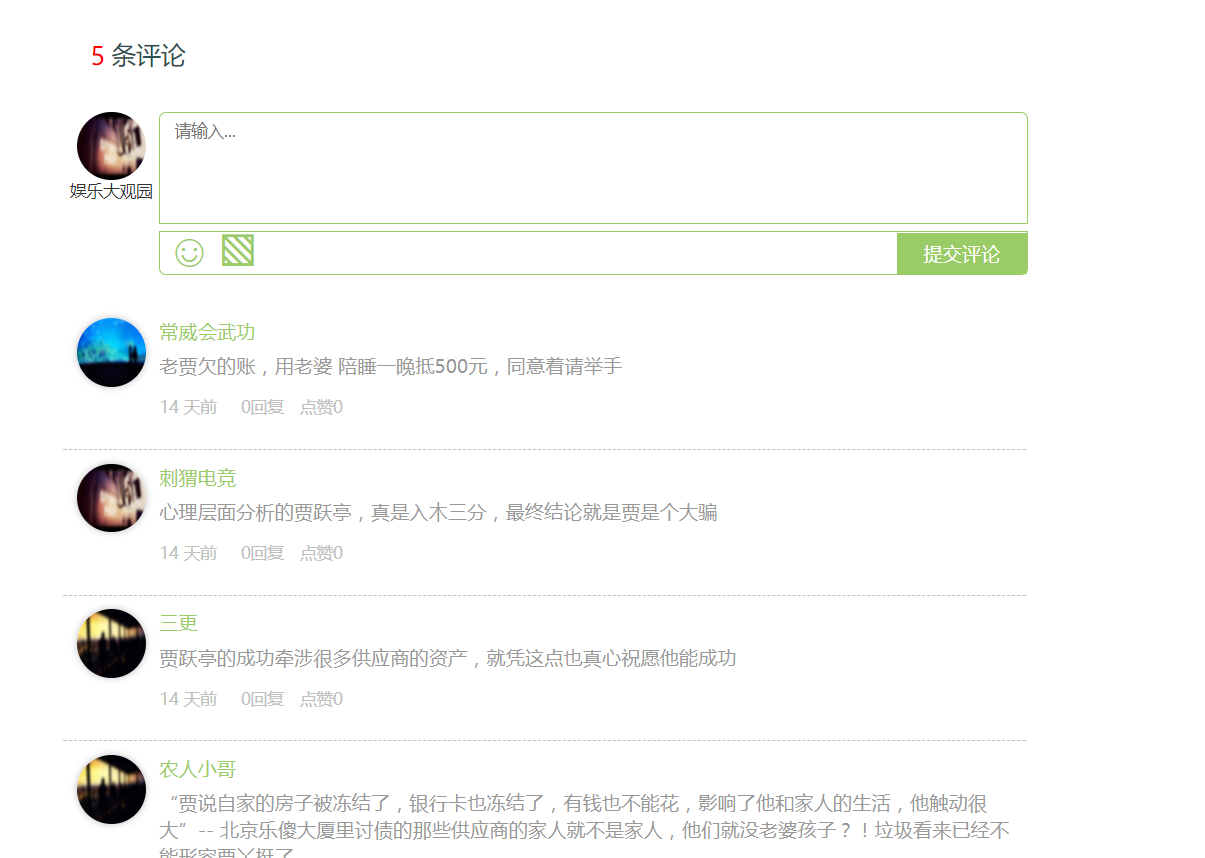 5 条评论
请输入...
娱乐大观园
提交评论
常威会武功
老贾欠的账，用老婆 陪睡一晚抵500元，同意着请举手
14 天前 0回复 点赞0
刺猬电竞
心理层面分析的贾跃亭，真是入木三分，最终结论就是贾是个大骗
14 天前 0回复 点赞0
三更
贾跃亭的成功牵涉很多供应商的资产，就凭这点也真心祝愿他能成功
14 天前 0回复 点赞0
农人小哥
“贾说自家的房子被冻结了，银行卡也冻结了，有钱也不能花，影响了他和家人的生活，他触动很
大”-- 北京乐傻大厦里讨债的那些供应商的家人就不是家人，他们就没老婆孩子？！垃圾看来已经不
能形容贾丫挺了